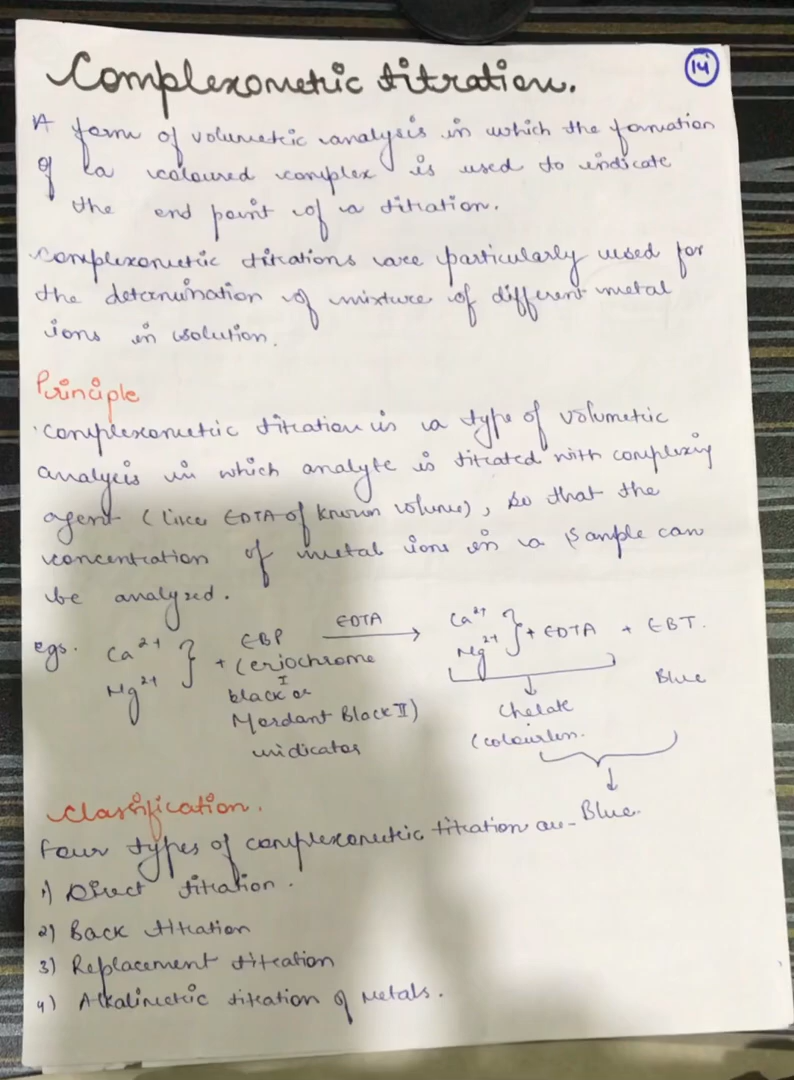 Complexometric titration.
14
A form of volumetric analysis in which the formation
of a coloured complex is used to indicate
the end point of a titration.
Complexometric titrations are particularly used for
the determination of mixture of different metal
ions in solution.
Principle
Complexometric titration is a type of volumetric
analysis in which analyte is titrated with complexing
agent (like EDTA of known volume), so that the
concentration of metal ions in a sample can
be analyzed.
egs. Ca²⁺ Mg²⁺ } + EBP (eriochrome EDTA → Ca²⁺ Mg²⁺ } + EDTA + EBT.
black I or
Mordant Black II)
indicator
Chelate
(colourless.
Blue
Blue.
Classification.
Four types of complexometric titration are-
1) Direct titration.
2) Back titration
3) Replacement titration
4) Alkalimetric titration of metals.